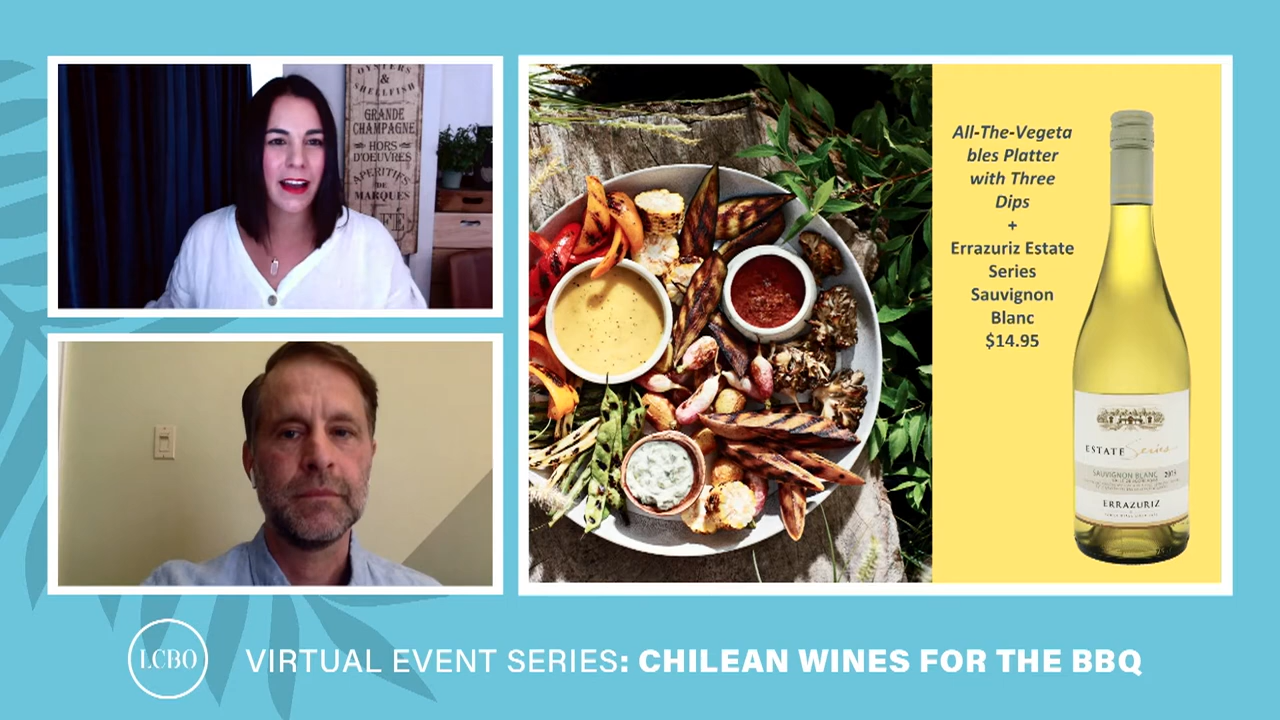 OYSTERS
&
SHELLFISH
GRANDE
CHAMPAGNE
HORS
D'OEUVRES
APERITIFS
DE
MARQUES
All-The-Vegeta
bles Platter
with Three
Dips
+
Errazuriz Estate
Series
Sauvignon
Blanc
$14.95
ESTATE Series
SAUVIGNON BLANC
ERRAZURIZ
LCBO
VIRTUAL EVENT SERIES: CHILEAN WINES FOR THE BBQ